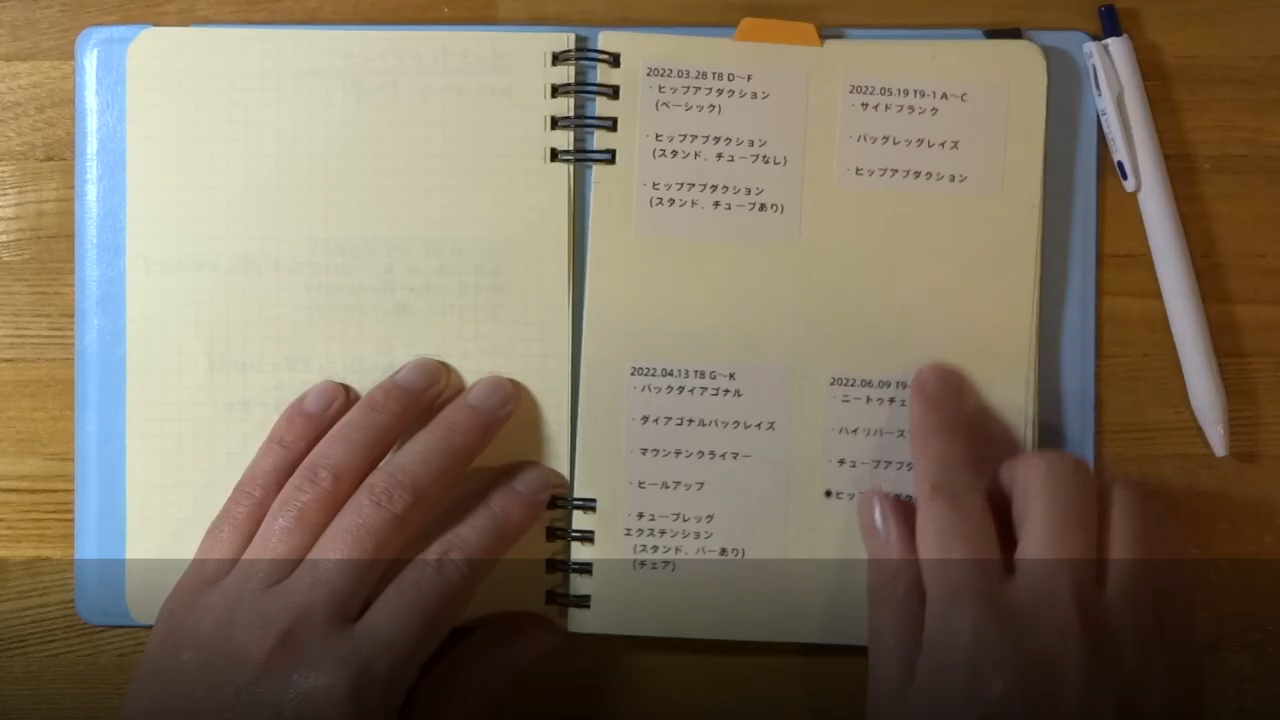 2022.03.28 T8 D～F
・ヒップアブダクション
(ベーシック)
・ヒップアブダクション
(スタンド、チューブなし)
・ヒップアブダクション
(スタンド、チューブあり)
2022.05.19 T9-1 A～C
・サイドプランク
・バッグレッグレイズ
・ヒップアブダクション
2022.04.13 T8 G～K
・バックダイアゴナル
・ダイアゴナルバックレイズ
・マウンテンクライマー
・ヒールアップ
・チューブレッグ
エクステンション
(スタンド、バーあり)
(チェア)
2022.06.09 T9-
・ニートゥチェ
・ハイリバース
・チューブアブダ